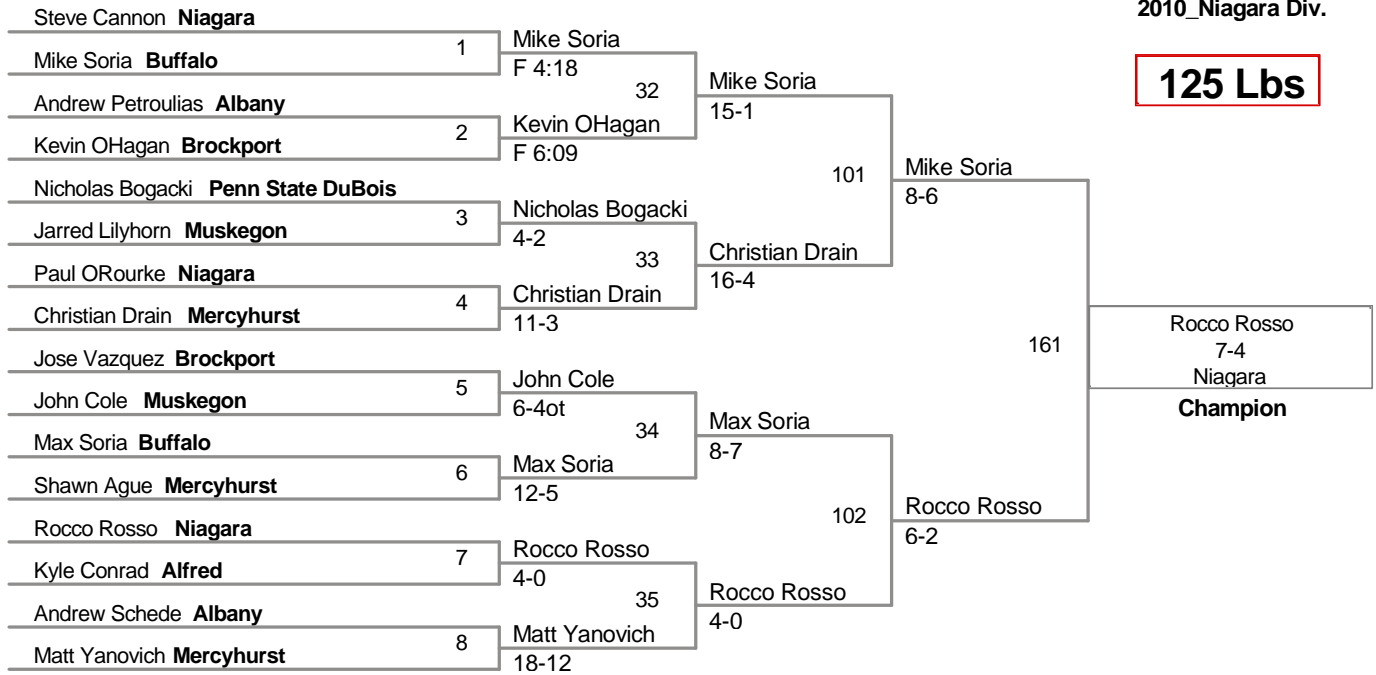 2010_Niagara Div.
125 Lbs
Steve Cannon Niagara
1
Mike Soria Buffalo
Andrew Petroulias Albany
2
Kevin OHagan Brockport
Nicholas Bogacki Penn State DuBois
3
Jarred Lilyhorn Muskegon
Paul ORourke Niagara
4
Christian Drain Mercyhurst
Jose Vazquez Brockport
5
John Cole Muskegon
Max Soria Buffalo
6
Shawn Ague Mercyhurst
Rocco Rosso Niagara
7
Kyle Conrad Alfred
Andrew Schede Albany
8
Matt Yanovich Mercyhurst
Mike Soria
F 4:18
32
Kevin OHagan
F 6:09
Nicholas Bogacki
4-2
33
Christian Drain
11-3
John Cole
6-4ot
34
Max Soria
12-5
Rocco Rosso
4-0
35
Matt Yanovich
18-12
Mike Soria
15-1
101
Christian Drain
16-4
Max Soria
8-7
102
Rocco Rosso
4-0
Mike Soria
8-6
161
Rocco Rosso
6-2
Rocco Rosso
7-4
Niagara
Champion